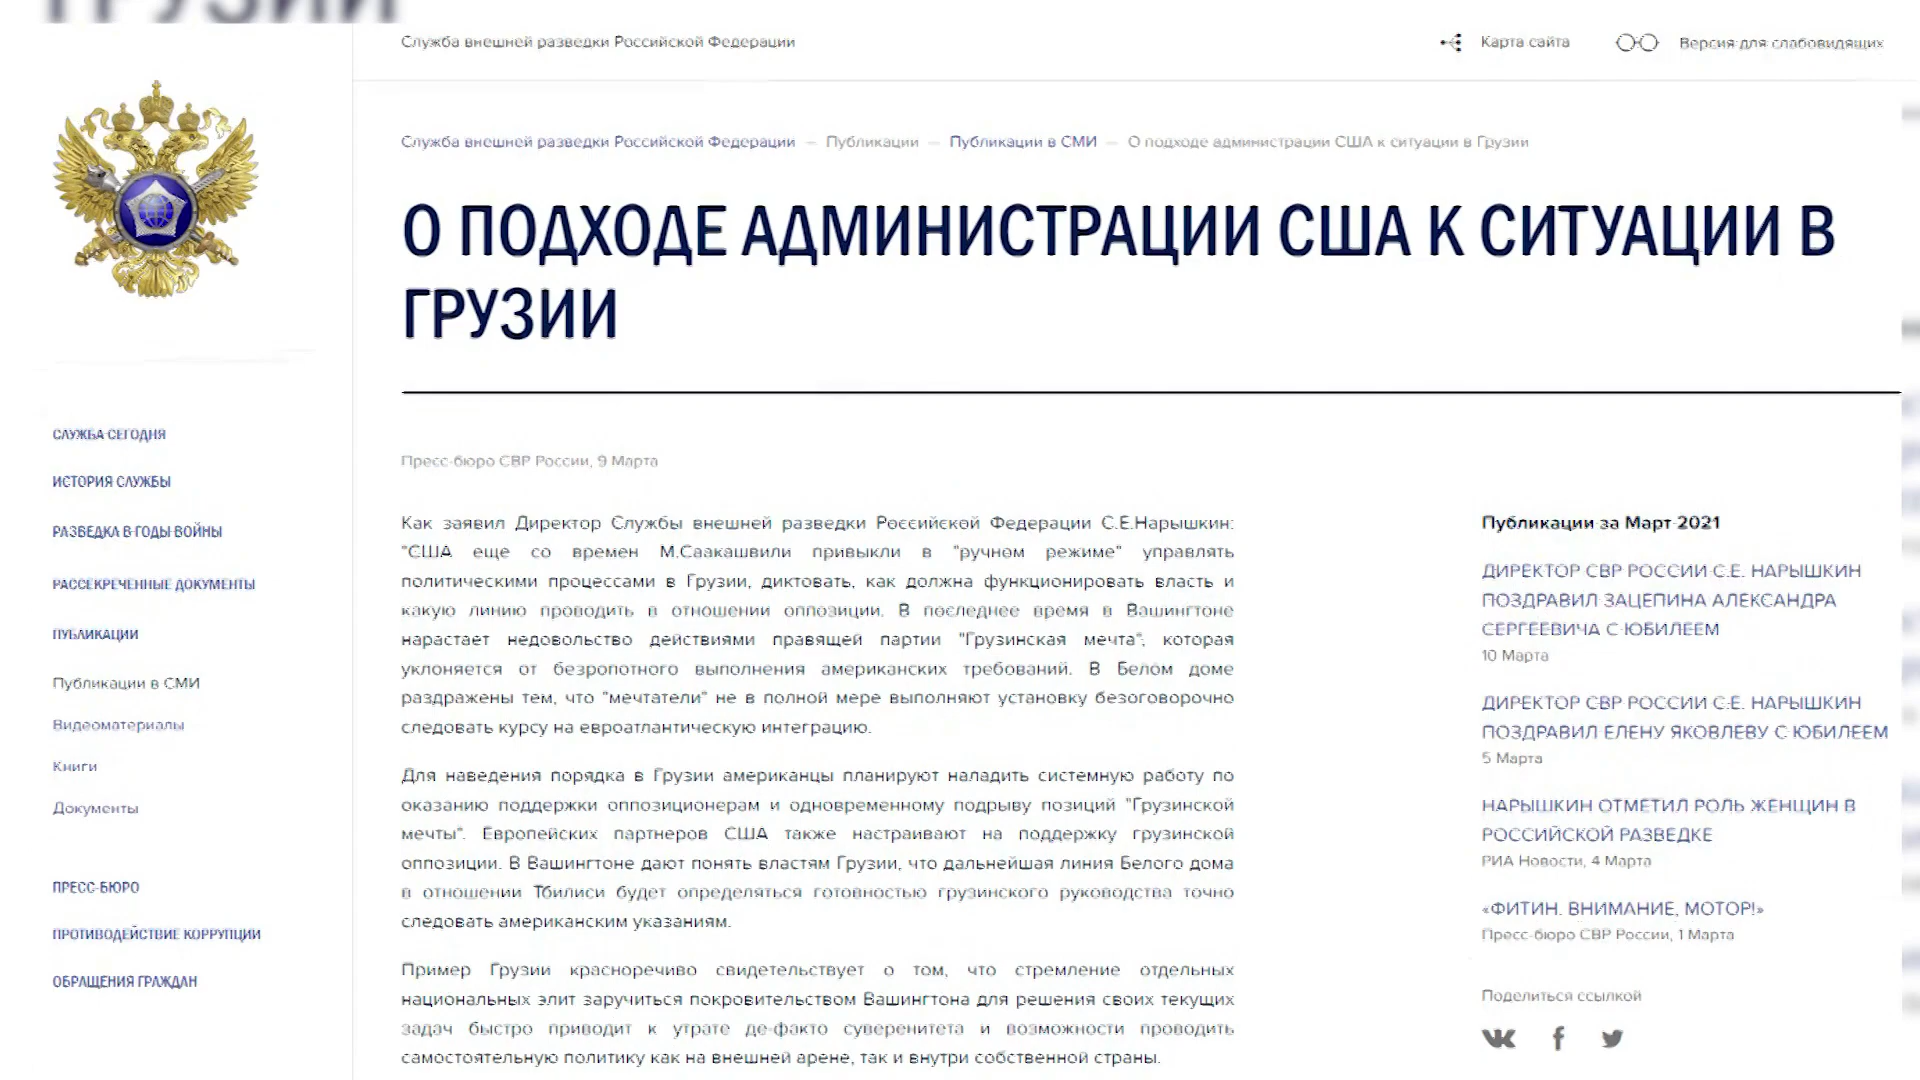 ГРУЗИИ
Служба внешней разведки Российской Федерации
Карта сайта
Версия для слабовидящих
Служба внешней разведки Российской Федерации — Публикации — Публикации в СМИ — О подходе администрации США к ситуации в Грузии
О ПОДХОДЕ АДМИНИСТРАЦИИ США К СИТУАЦИИ В
ГРУЗИИ
СЛУЖБА СЕГОДНЯ
ИСТОРИЯ СЛУЖБЫ
РАЗВЕДКА В ГОДЫ ВОЙНЫ
РАССЕКРЕЧЕННЫЕ ДОКУМЕНТЫ
ПУБЛИКАЦИИ
Публикации в СМИ
Видеоматериалы
Книги
Документы
ПРЕСС-БЮРО
ПРОТИВОДЕЙСТВИЕ КОРРУПЦИИ
ОБРАЩЕНИЯ ГРАЖДАН
Пресс-бюро СВР России, 9 Марта
Как заявил Директор Службы внешней разведки Российской Федерации С.Е.Нарышкин:
"США еще со времен М.Саакашвили привыкли в "ручном режиме" управлять
политическими процессами в Грузии, диктовать, как должна функционировать власть и
какую линию проводить в отношении оппозиции. В последнее время в Вашингтоне
нарастает недовольство действиями правящей партии "Грузинская мечта", которая
уклоняется от безропотного выполнения американских требований. В Белом доме
раздражены тем, что "мечтатели" не в полной мере выполняют установку безоговорочно
следовать курсу на евроатлантическую интеграцию.
Для наведения порядка в Грузии американцы планируют наладить системную работу по
оказанию поддержки оппозиционерам и одновременному подрыву позиций "Грузинской
мечты". Европейских партнеров США также настраивают на поддержку грузинской
оппозиции. В Вашингтоне дают понять властям Грузии, что дальнейшая линия Белого дома
в отношении Тбилиси будет определяться готовностью грузинского руководства точно
следовать американским указаниям.
Пример Грузии красноречиво свидетельствует о том, что стремление отдельных
национальных элит заручиться покровительством Вашингтона для решения своих текущих
задач быстро приводит к утрате де-факто суверенитета и возможности проводить
самостоятельную политику как на внешней арене, так и внутри собственной страны.
Публикации за Март 2021
ДИРЕКТОР СВР РОССИИ С.Е. НАРЫШКИН
ПОЗДРАВИЛ ЗАЦЕПИНА АЛЕКСАНДРА
СЕРГЕЕВИЧА С ЮБИЛЕЕМ
10 Марта
ДИРЕКТОР СВР РОССИИ С.Е. НАРЫШКИН
ПОЗДРАВИЛ ЕЛЕНУ ЯКОВЛЕВУ С ЮБИЛЕЕМ
5 Марта
НАРЫШКИН ОТМЕТИЛ РОЛЬ ЖЕНЩИН В
РОССИЙСКОЙ РАЗВЕДКЕ
РИА Новости, 4 Марта
«ФИТИН. ВНИМАНИЕ, МОТОР!»
Пресс-бюро СВР России, 1 Марта
Поделиться ссылкой